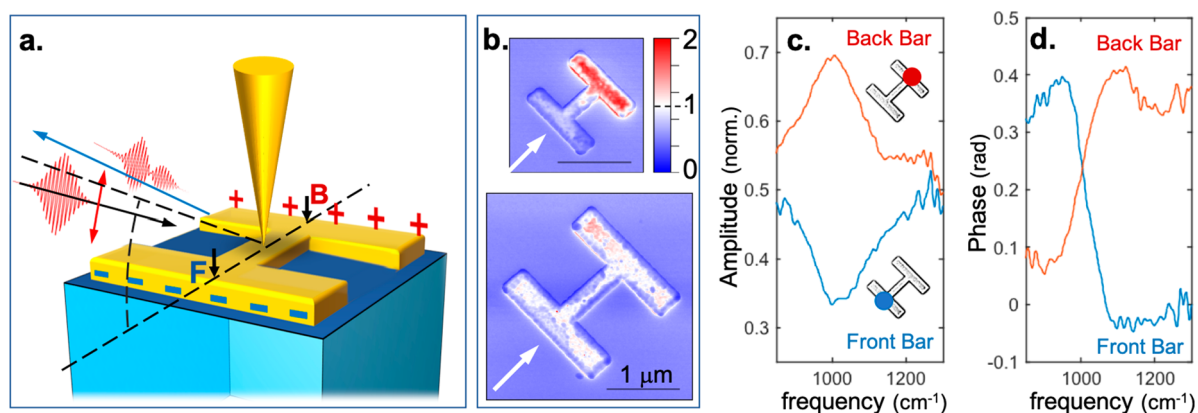 a.
B
F
b.
2
1
0
1 μm
c.
Back Bar
Front Bar
Amplitude (norm.)
0.7
0.6
0.5
0.4
0.3
1000 1200
frequency (cm-1)
d.
Back Bar
Front Bar
Phase (rad)
0.4
0.3
0.2
0.1
0
-0.1
1000 1200
frequency (cm-1)